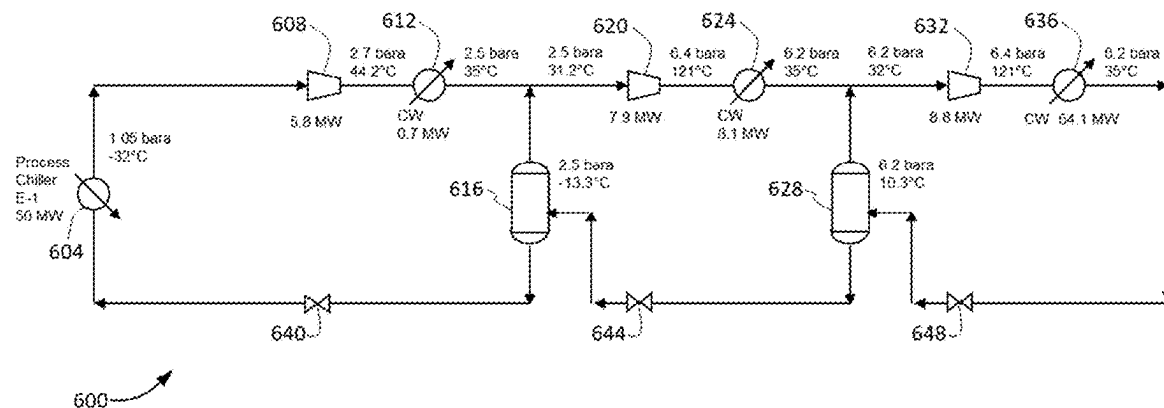 608
612
620
624
632
636
2.7 bara
44.2°C
2.5 bara
35°C
2.5 bara
31.2°C
6.4 bara
121°C
6.2 bara
35°C
6.2 bara
32°C
6.4 bara
121°C
6.2 bara
35°C
5.8 MW
CW
0.7 MW
7.9 MW
CW
8.1 MW
8.8 MW
CW 64.1 MW
1.05 bara
-32°C
Process
Chiller
E-1
50 MW
604
616
2.5 bara
-13.3°C
628
6.2 bara
10.3°C
640
644
648
600